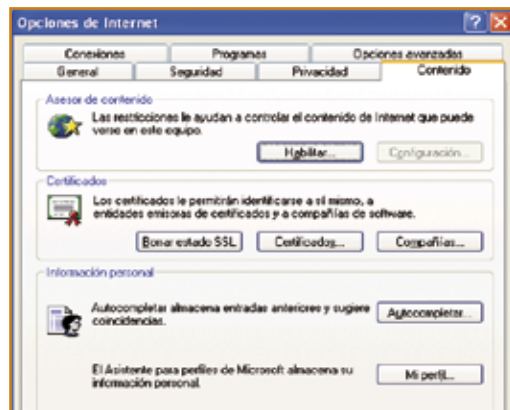 Opciones de Internet
Conexiones Programas Opciones avanzadas
General Seguridad Privacidad Contenido
Asesor de contenido
Las restricciones le ayudan a controlar el contenido de Internet que puede
verse en este equipo.
Habilitar... Configuración...
Certificados
Los certificados le permitirán identificarse a sí mismo, a
entidades emisoras de certificados y a compañías de software.
Borrar estado SSL Certificados... Compañías...
Información personal
Autocompletar almacena entradas anteriores y sugiere
coincidencias.
Autocompletar...
El Asistente para perfiles de Microsoft almacena su
información personal.
Mi perfil...